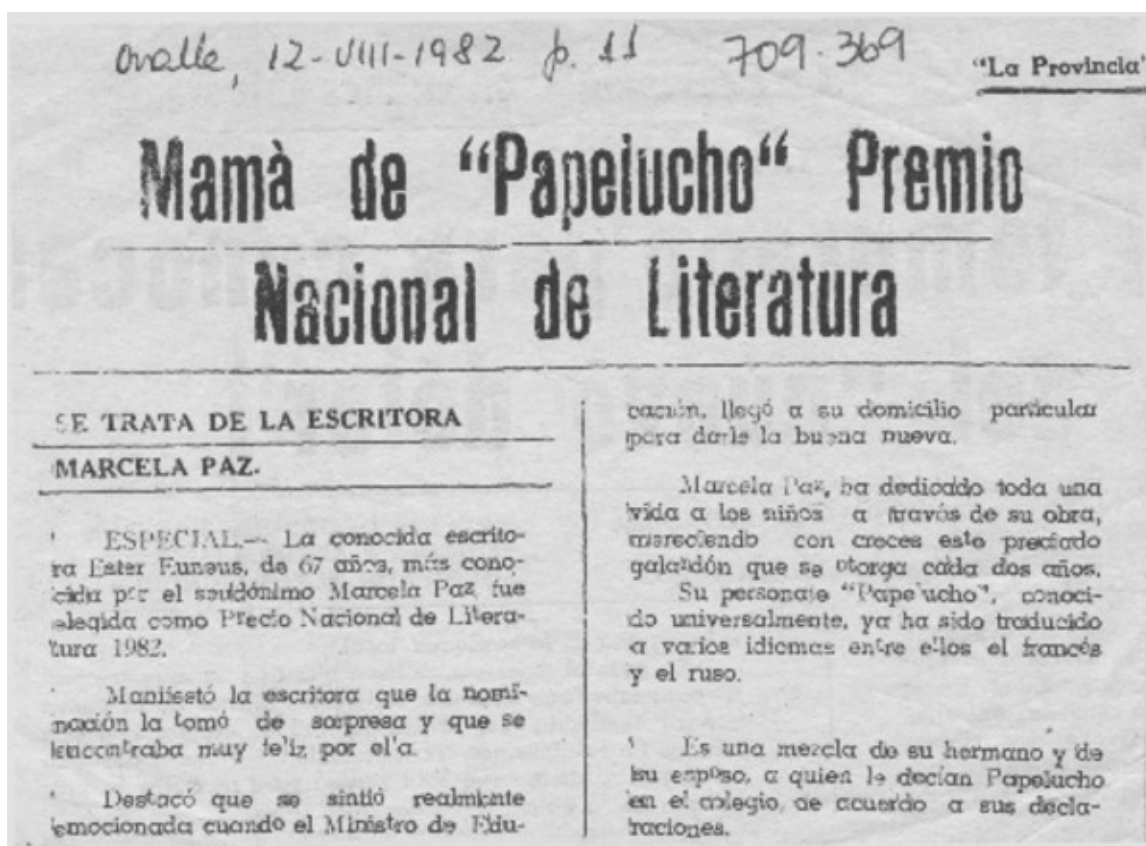 Ovalle, 12-VIII-1982 p. 11 709.369
"La Provincia"
Mamà de "Papelucho" Premio
Nacional de Literatura
SE TRATA DE LA ESCRITORA
MARCELA PAZ.
ESPECIAL.— La conocida escrito-
ra Ester Huneus, de 67 años, más cono-
cida por el seudónimo Marcela Paz fue
elegida como Precio Nacional de Litera-
tura 1982.
Manifestó la escritora que la nomi-
nación la tomó de sorpresa y que se
encontraba muy feliz por el'a.
Destacó que se sintió realmente
emocionada cuando el Ministro de Edu-
cación, llegó a su domicilio particular
para darle la buena nueva.
Marcela Paz, ha dedicado toda una
vida a los niños a través de su obra,
mereciendo con creces este preciado
galardón que se otorga cada dos años.
Su personaje "Pape'ucho", conoci-
do universalmente, ya ha sido traducido
a varios idiomas entre e'los el francés
y el ruso.
Es una mezcla de su hermano y de
su esposo, a quien le decían Papelucho
en el colegio, de acuerdo a sus decla-
raciones.